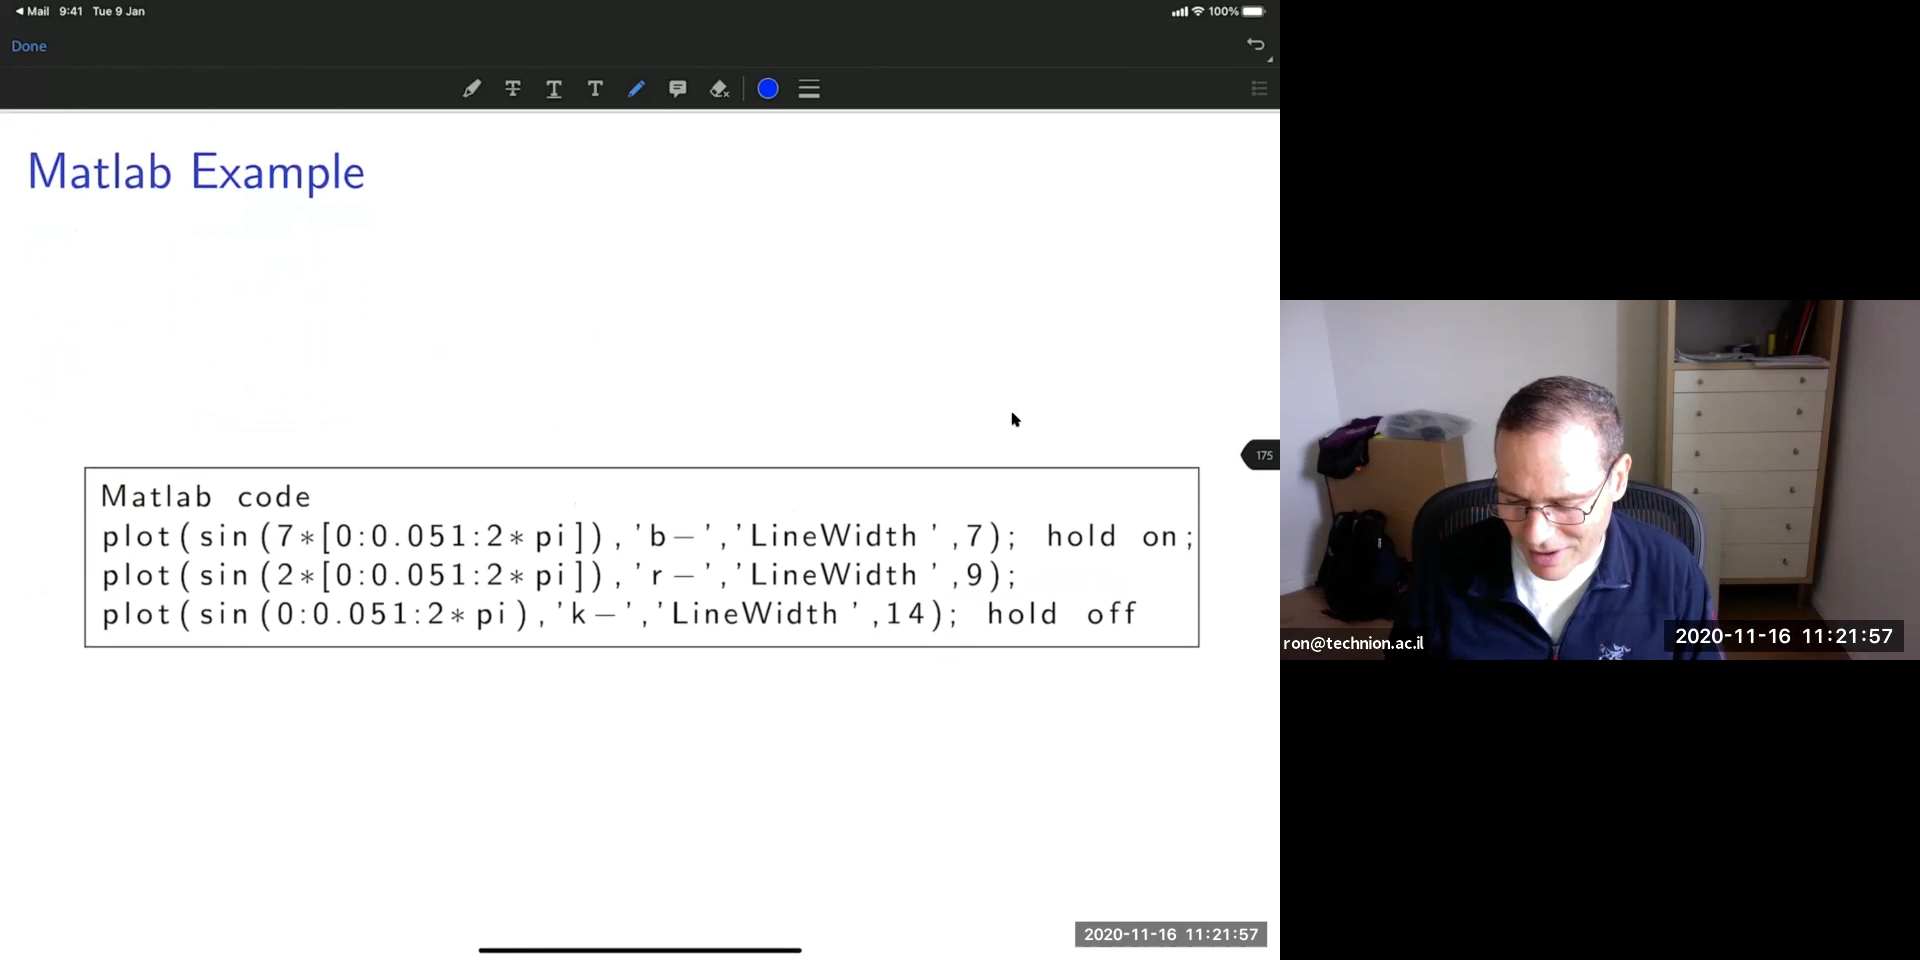 Mail 9:41 Tue 9 Jan
100%
Done
T T T
Matlab Example
175
Matlab code
plot(sin(7*[0:0.051:2*pi]),'b-','LineWidth',7); hold on;
plot(sin(2*[0:0.051:2*pi]),'r-','LineWidth',9);
plot(sin(0:0.051:2*pi),'k-','LineWidth',14); hold off
2020-11-16 11:21:57
ron@technion.ac.il
2020-11-16 11:21:57